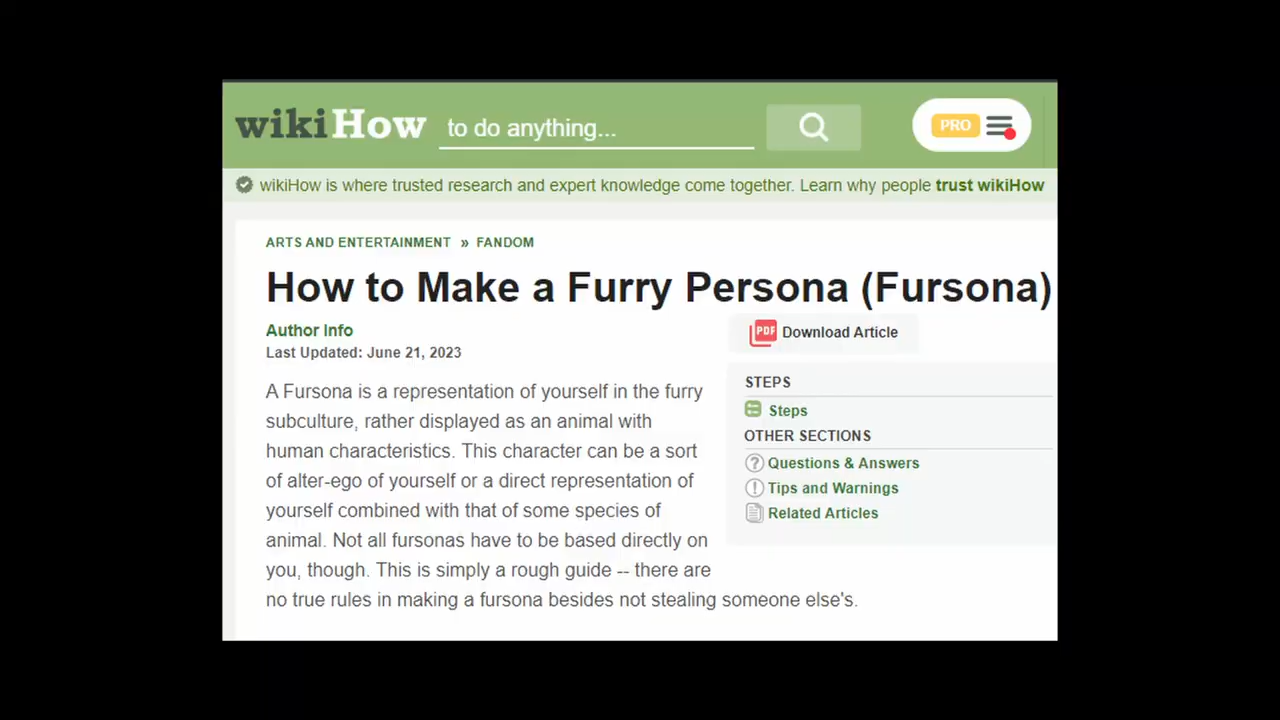 wikiHow to do anything... PRO
wikiHow is where trusted research and expert knowledge come together. Learn why people trust wikiHow
ARTS AND ENTERTAINMENT » FANDOM
How to Make a Furry Persona (Fursona)
Author Info
Last Updated: June 21, 2023
PDF Download Article
A Fursona is a representation of yourself in the furry
subculture, rather displayed as an animal with
human characteristics. This character can be a sort
of alter-ego of yourself or a direct representation of
yourself combined with that of some species of
animal. Not all fursonas have to be based directly on
you, though. This is simply a rough guide -- there are
no true rules in making a fursona besides not stealing someone else's.
STEPS
Steps
OTHER SECTIONS
Questions & Answers
Tips and Warnings
Related Articles